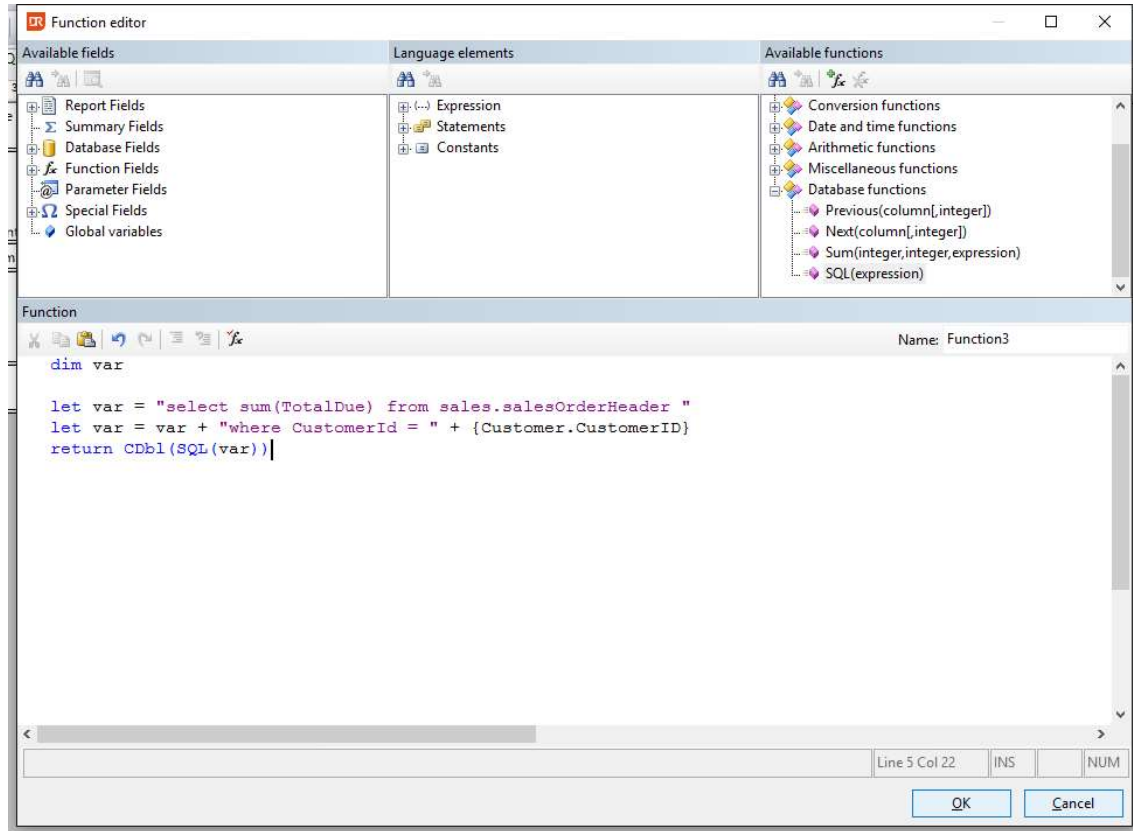 DR Function editor
Available fields
Report Fields
Summary Fields
Database Fields
Function Fields
Parameter Fields
Special Fields
Global variables
Language elements
Expression
Statements
Constants
Available functions
Conversion functions
Date and time functions
Arithmetic functions
Miscellaneous functions
Database functions
Previous(column[,integer])
Next(column[,integer])
Sum(integer,integer,expression)
SQL(expression)
Function
Name: Function3
dim var
let var = "select sum(TotalDue) from sales.salesOrderHeader "
let var = var + "where CustomerId = " + {Customer.CustomerID}
return CDbl(SQL(var))
Line 5 Col 22 INS NUM
OK Cancel